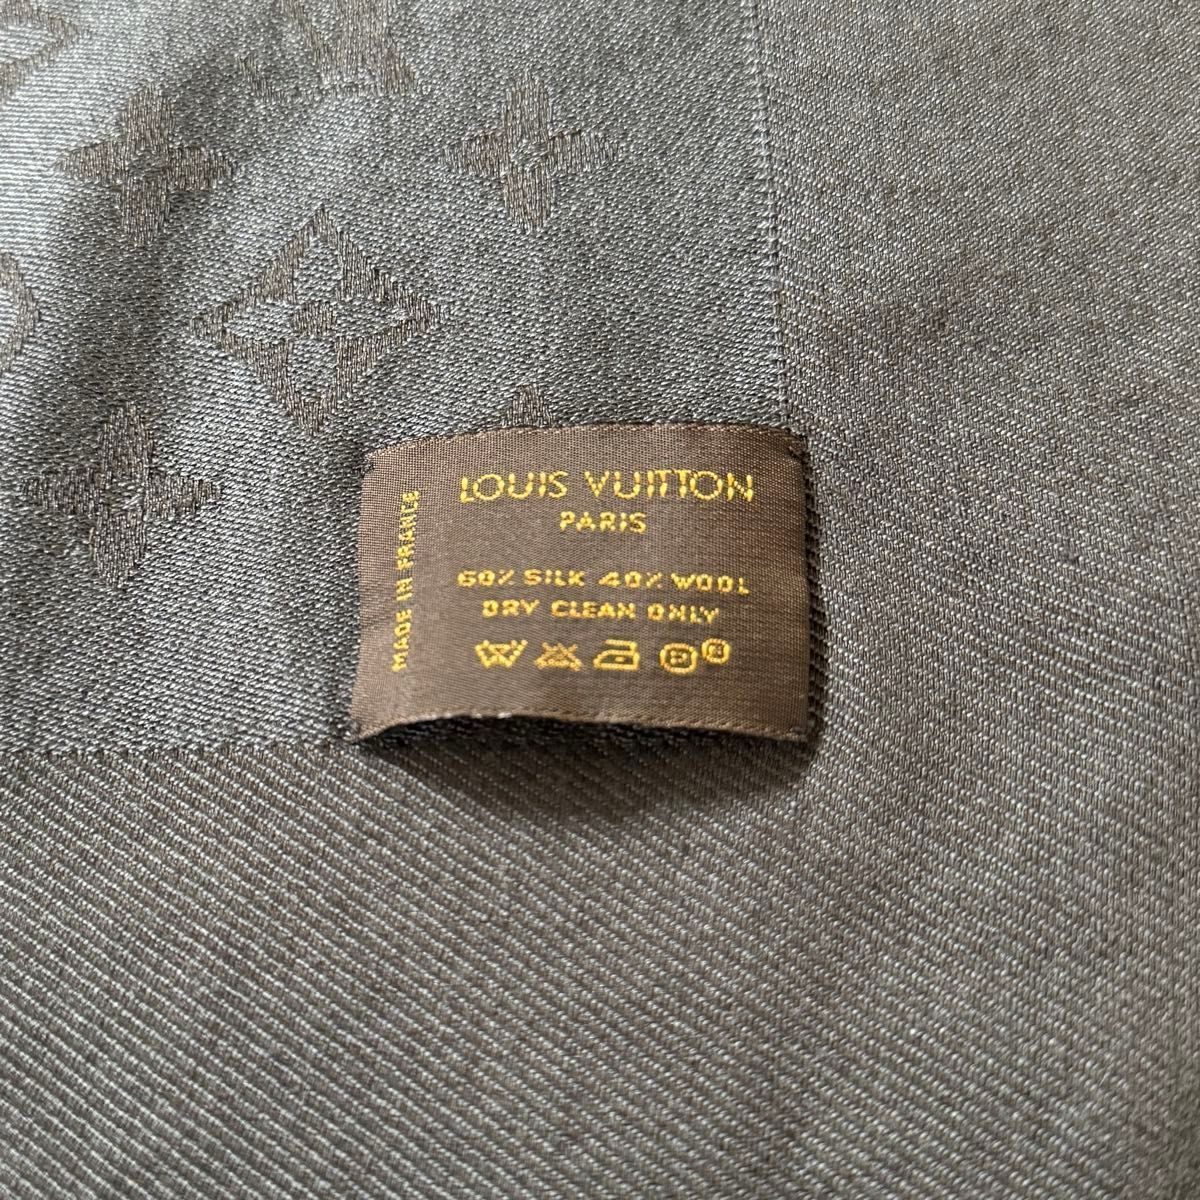 LOUIS VUITTON
PARIS
60% SILK 40% WOOL
DRY CLEAN ONLY
MADE IN FRANCE